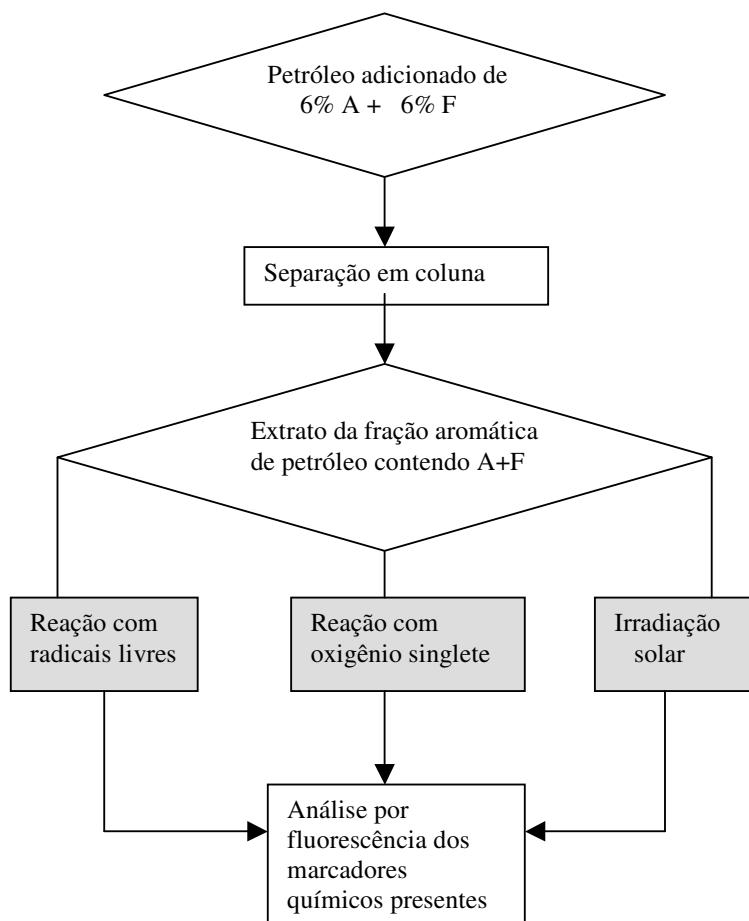 Petróleo adicionado de
6% A + 6% F
Separação em coluna
Extrato da fração aromática
de petróleo contendo A+F
Reação com
radicais livres
Reação com
oxigênio singlete
Irradiação
solar
Análise por
fluorescência dos
marcadores
químicos presentes